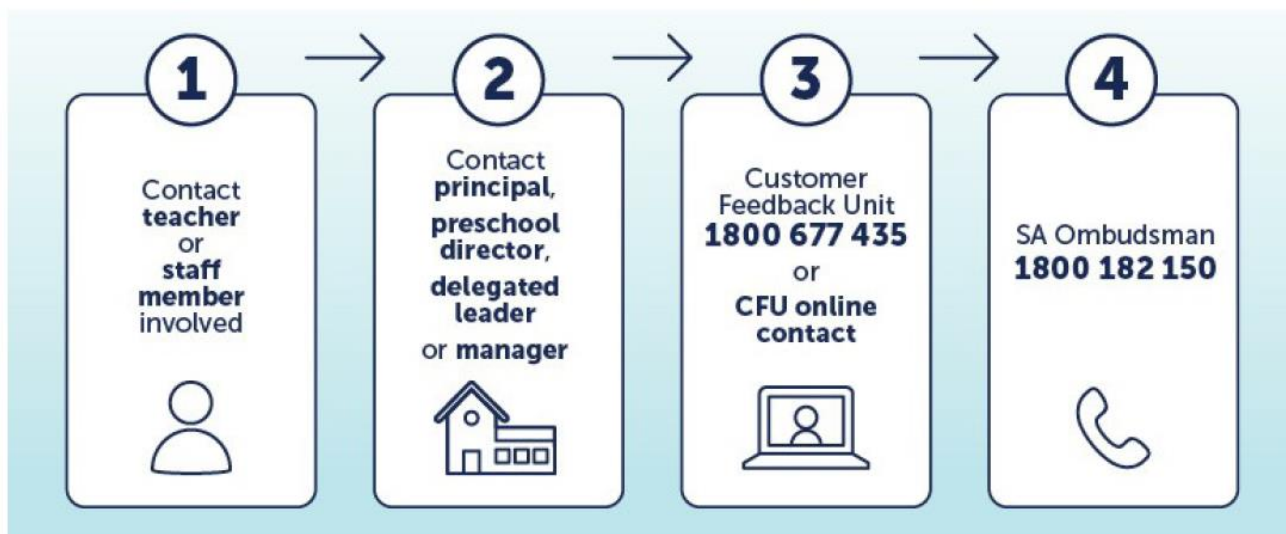 1
Contact
teacher
or
staff
member
involved
2
Contact
principal,
preschool
director,
delegated
leader
or manager
3
Customer
Feedback Unit
1800 677 435
or
CFU online
contact
4
SA Ombudsman
1800 182 150